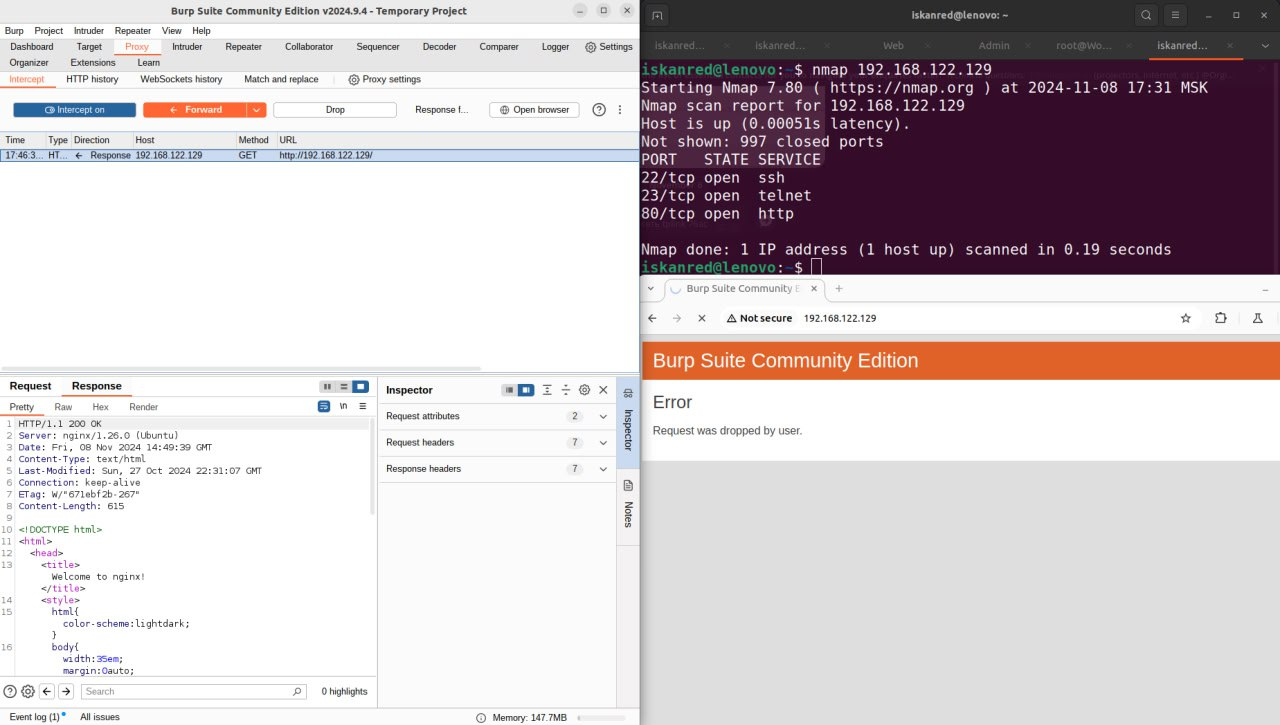 Burp Suite Community Edition v2024.9.4 - Temporary Project
Burp Project Intruder Repeater View Help
Dashboard Target Proxy Intruder Repeater Collaborator Sequencer Decoder Comparer Logger Settings
Organizer Extensions Learn
Intercept HTTP history WebSockets history Match and replace Proxy settings
Intercept on Forward Drop Response f... Open browser
Time Type Direction Host Method URL
17:46:3... HT... Response 192.168.122.129 GET http://192.168.122.129/
Request Response
Pretty Raw Hex Render \n
1 HTTP/1.1 200 OK
2 Server: nginx/1.26.0 (Ubuntu)
3 Date: Fri, 08 Nov 2024 14:49:39 GMT
4 Content-Type: text/html
5 Last-Modified: Sun, 27 Oct 2024 22:31:07 GMT
6 Connection: keep-alive
7 ETag: W/"671ebf2b-267"
8 Content-Length: 615
9
10 <!DOCTYPE html>
11 <html>
12 <head>
13 <title>
Welcome to nginx!
</title>
14 <style>
15 html{
color-scheme:lightdark;
}
16 body{
width:35em;
margin:0auto;
Search 0 highlights
Inspector
Request attributes 2
Request headers 7
Response headers 7
Inspector
Notes
Event log (1) All issues Memory: 147.7MB
iskanred@lenovo: ~
iskanred... iskanred... Web Admin root@Wo... iskanred...
iskanred@lenovo:~$ nmap 192.168.122.129
Starting Nmap 7.80 ( https://nmap.org ) at 2024-11-08 17:31 MSK
Nmap scan report for 192.168.122.129
Host is up (0.00051s latency).
Not shown: 997 closed ports
PORT STATE SERVICE
22/tcp open ssh
23/tcp open telnet
80/tcp open http
Nmap done: 1 IP address (1 host up) scanned in 0.19 seconds
iskanred@lenovo:~$
Burp Suite Community E
Not secure 192.168.122.129
Burp Suite Community Edition
Error
Request was dropped by user.